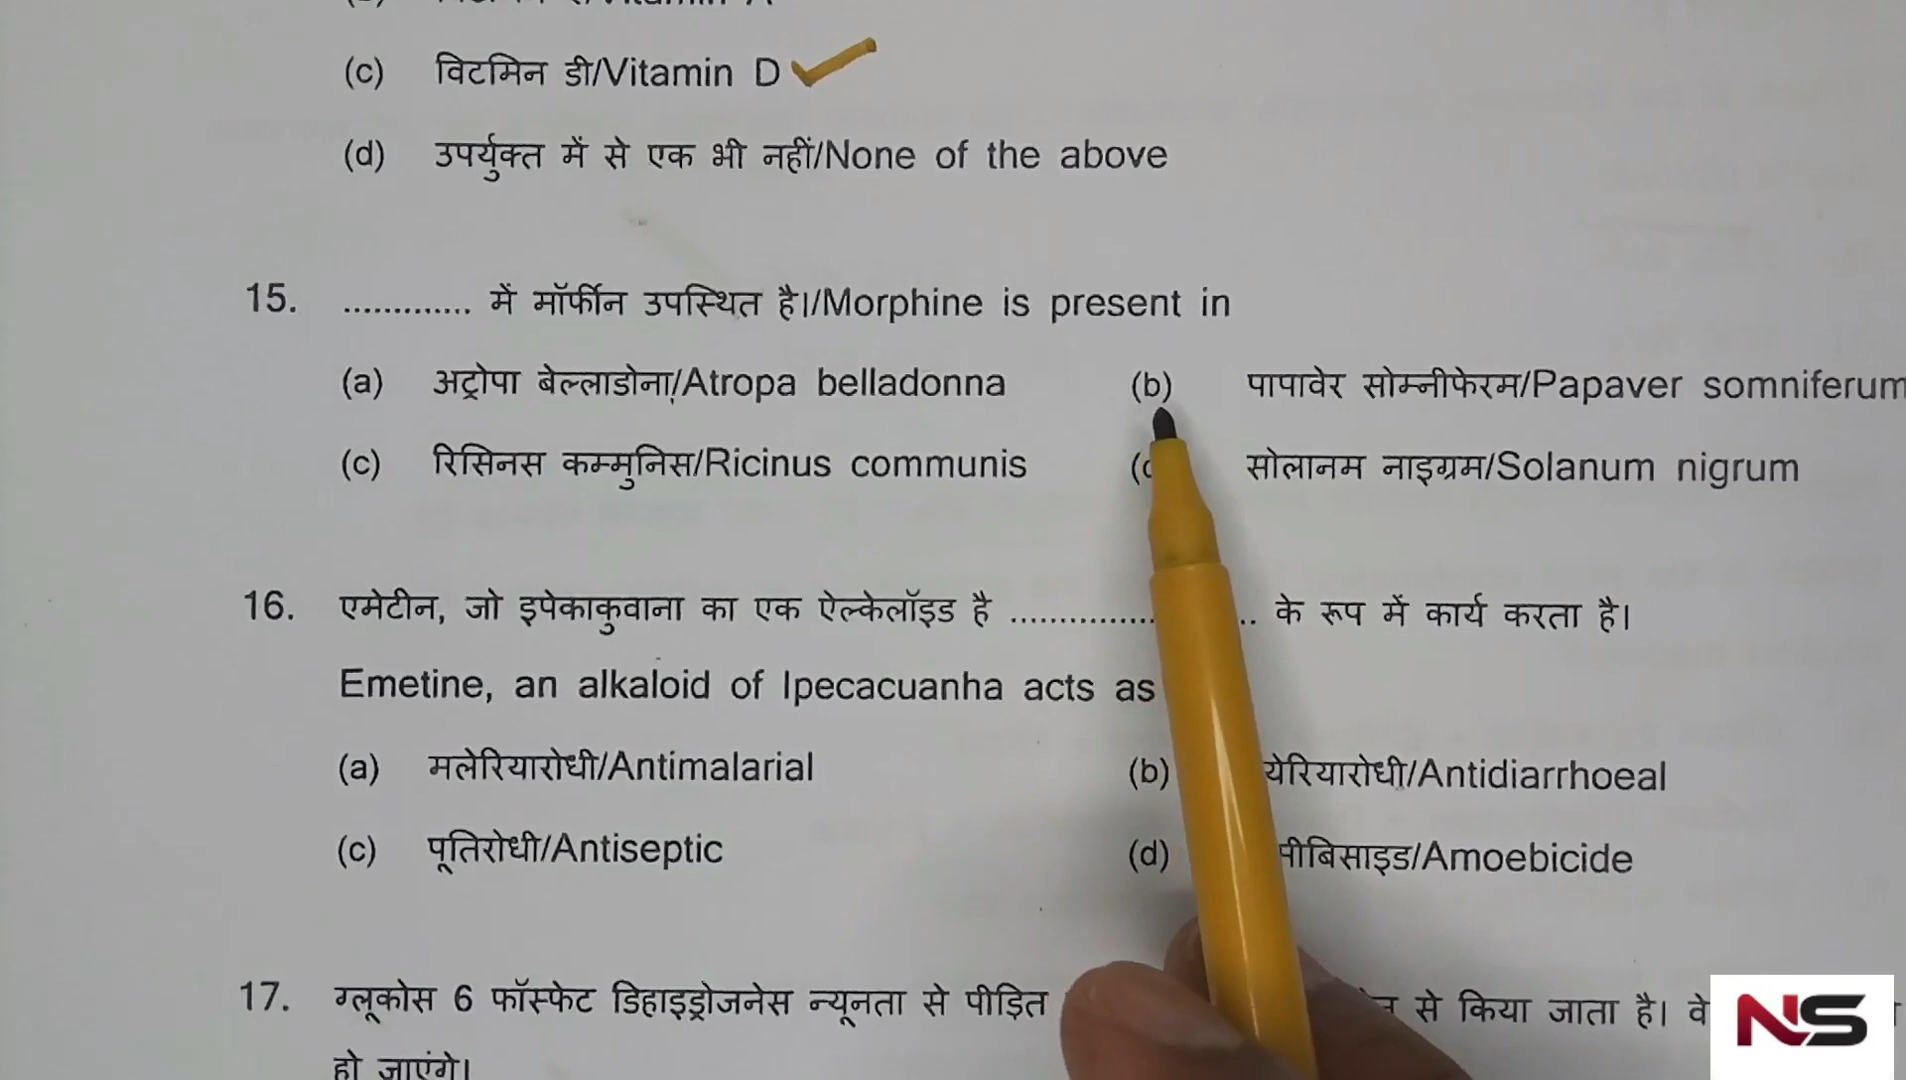 (c) विटमिन डी/Vitamin D
(d) उपर्युक्त में से एक भी नहीं/None of the above
15. ............. में मॉर्फीन उपस्थित है।/Morphine is present in
(a) अट्रोपा बेल्लाडोना/Atropa belladonna (b) पापावेर सोम्नीफेरम/Papaver somniferum
(c) रिसिनस कम्मुनिस/Ricinus communis सोलानम नाइग्रम/Solanum nigrum
16. एमेटीन, जो इपेकाकुवाना का एक ऐल्केलॉइड है ............... .. के रूप में कार्य करता है।
Emetine, an alkaloid of Ipecacuanha acts as
(a) मलेरियारोधी/Antimalarial (b) येरियारोधी/Antidiarrhoeal
(c) पूतिरोधी/Antiseptic (d) मीबिसाइड/Amoebicide
17. ग्लूकोस 6 फॉस्फेट डिहाइड्रोजनेस न्यूनता से पीड़ित से किया जाता है। वे
हो जाएंगे।
NS